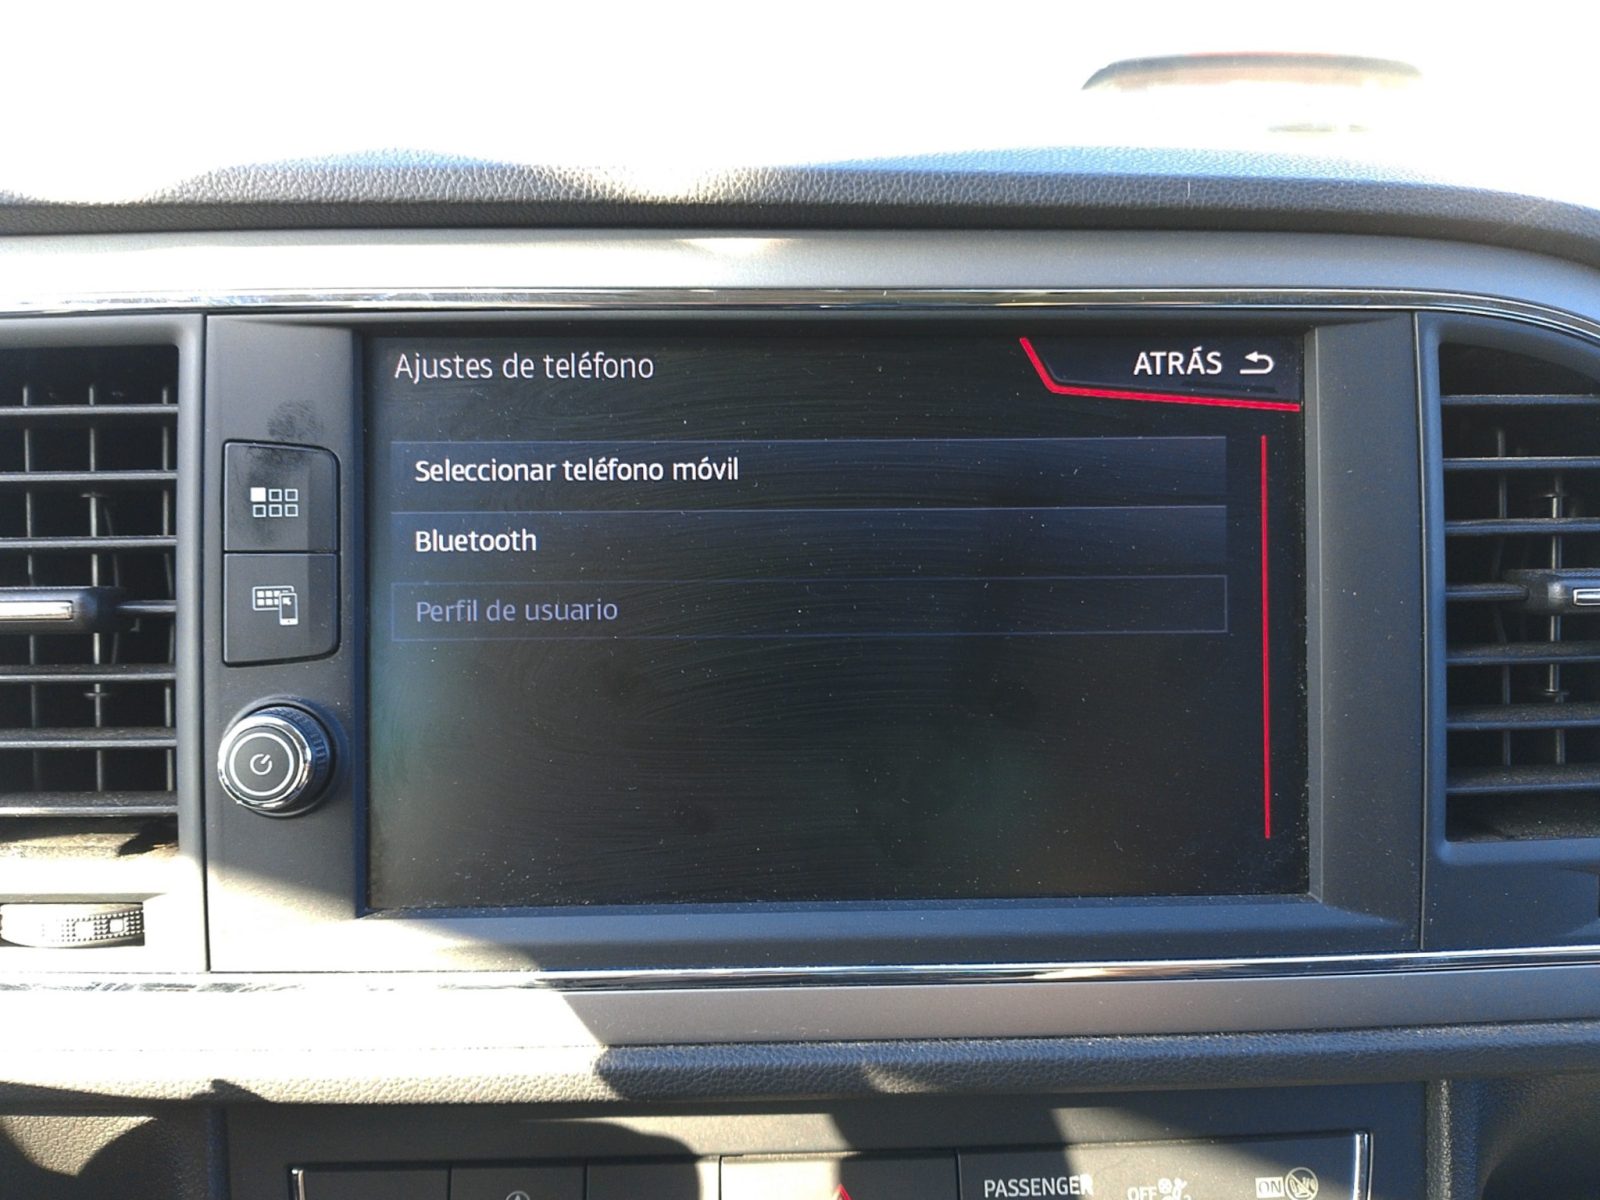 Ajustes de teléfono
ATRÁS
Seleccionar teléfono móvil
Bluetooth
Perfil de usuario
PASSENGER
OFF
ON